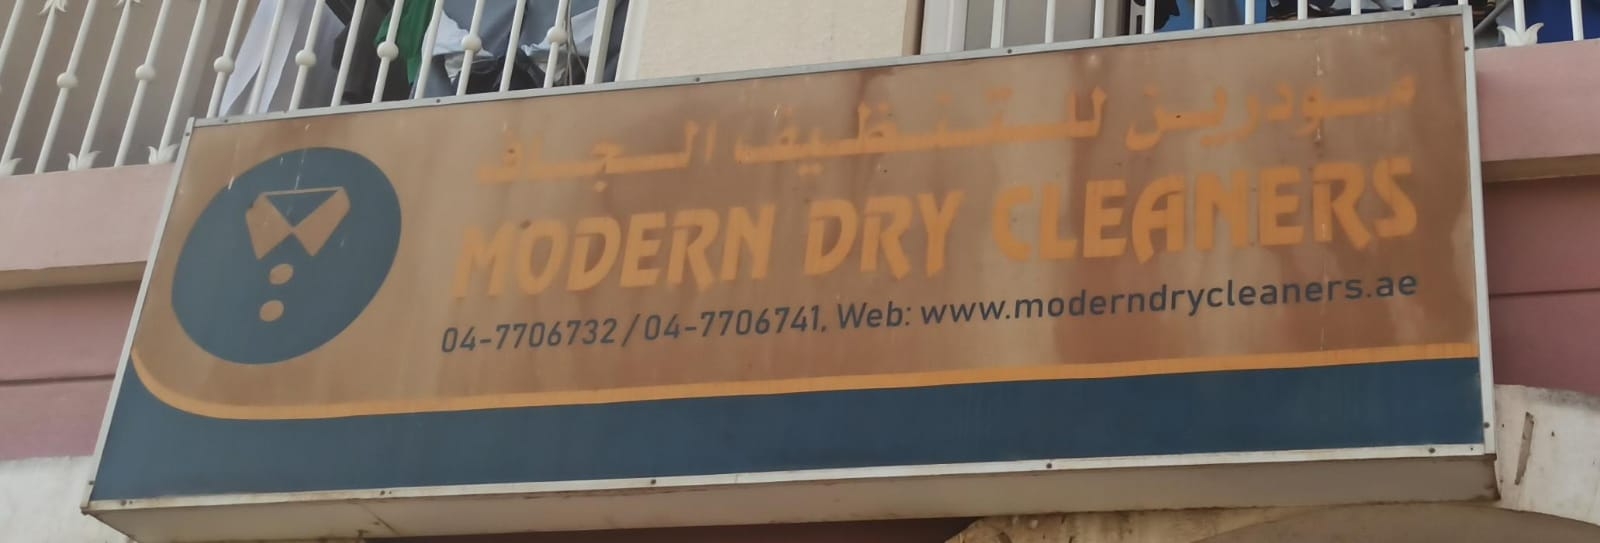 مودرين للتنظيف الجاف
MODERN DRY CLEANERS
04-7706732/04-7706741, Web: www.moderndrycleaners.ae